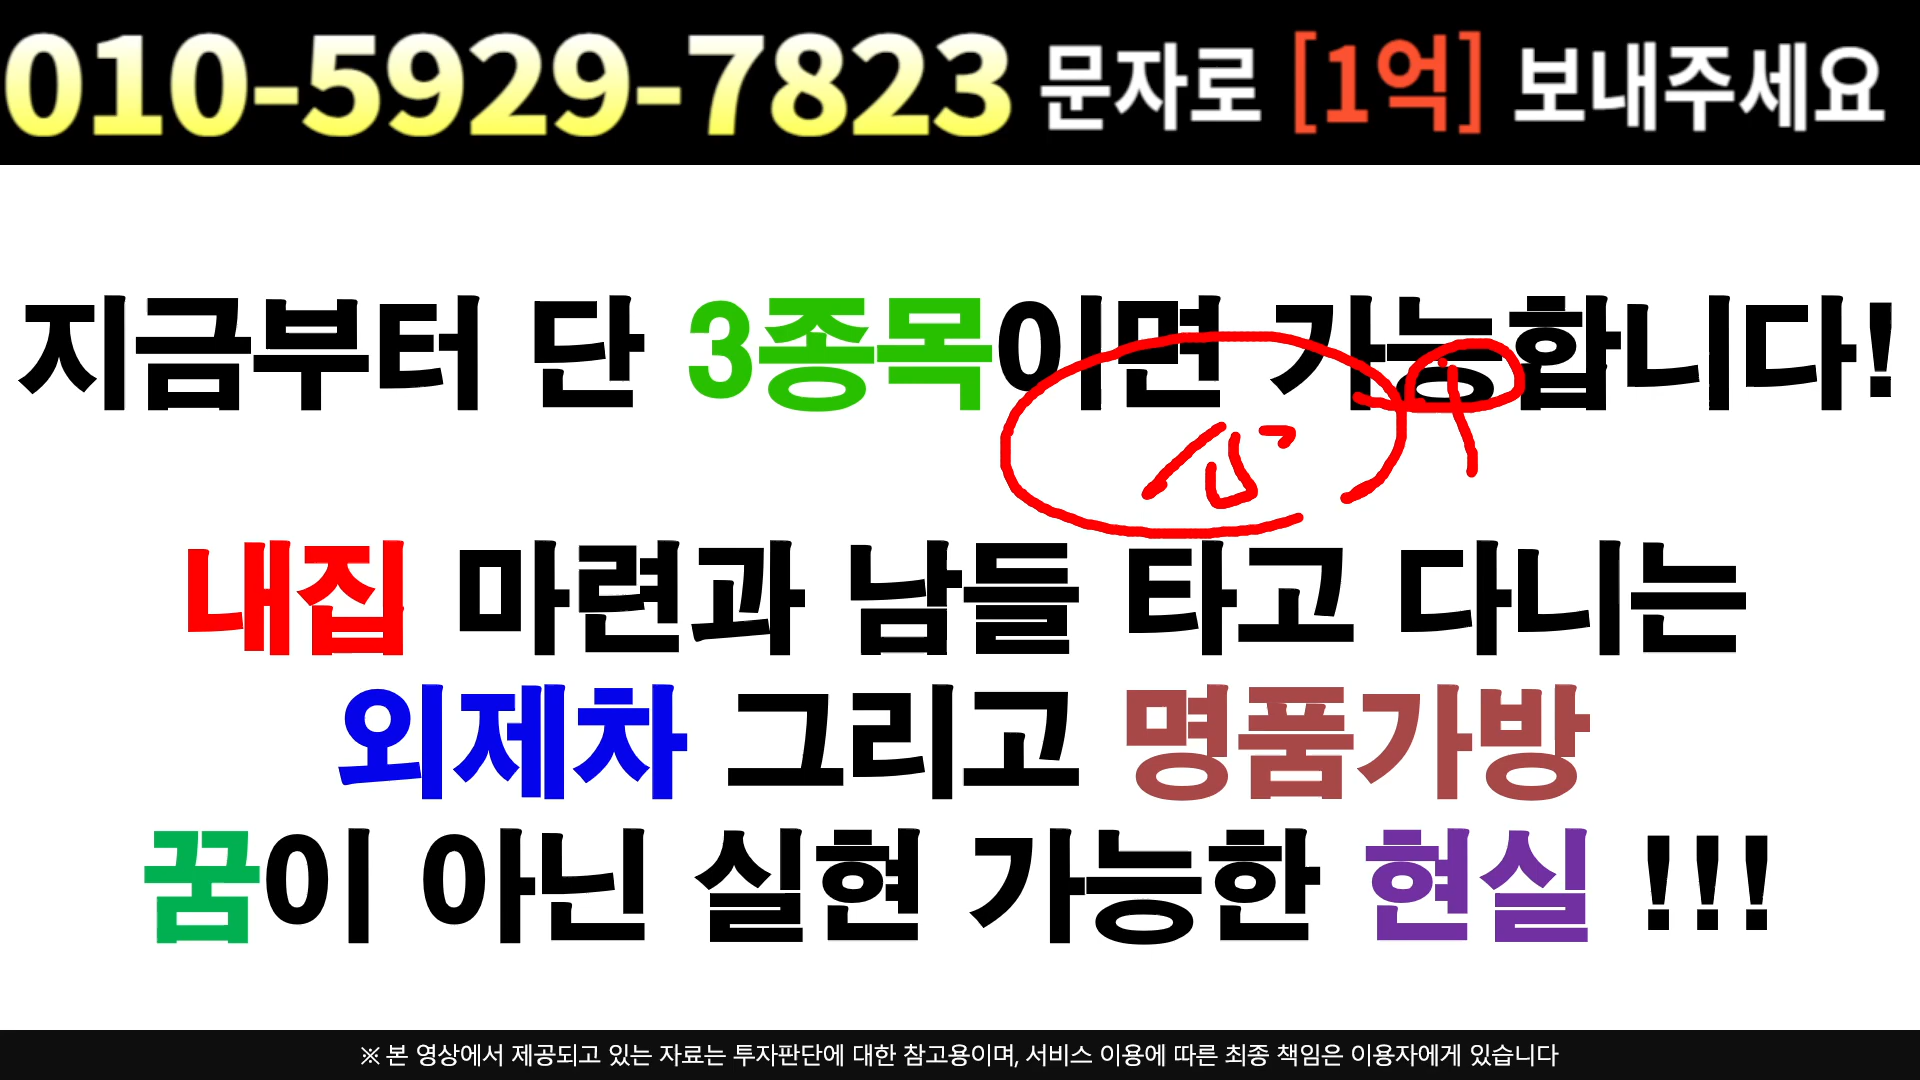 010-5929-7823 문자로 [1억] 보내주세요
지금부터 단 3종목이면 가능합니다!
내집 마련과 남들 타고 다니는
외제차 그리고 명품가방
꿈이 아닌 실현 가능한 현실 !!!
※ 본 영상에서 제공되고 있는 자료는 투자판단에 대한 참고용이며, 서비스 이용에 따른 최종 책임은 이용자에게 있습니다